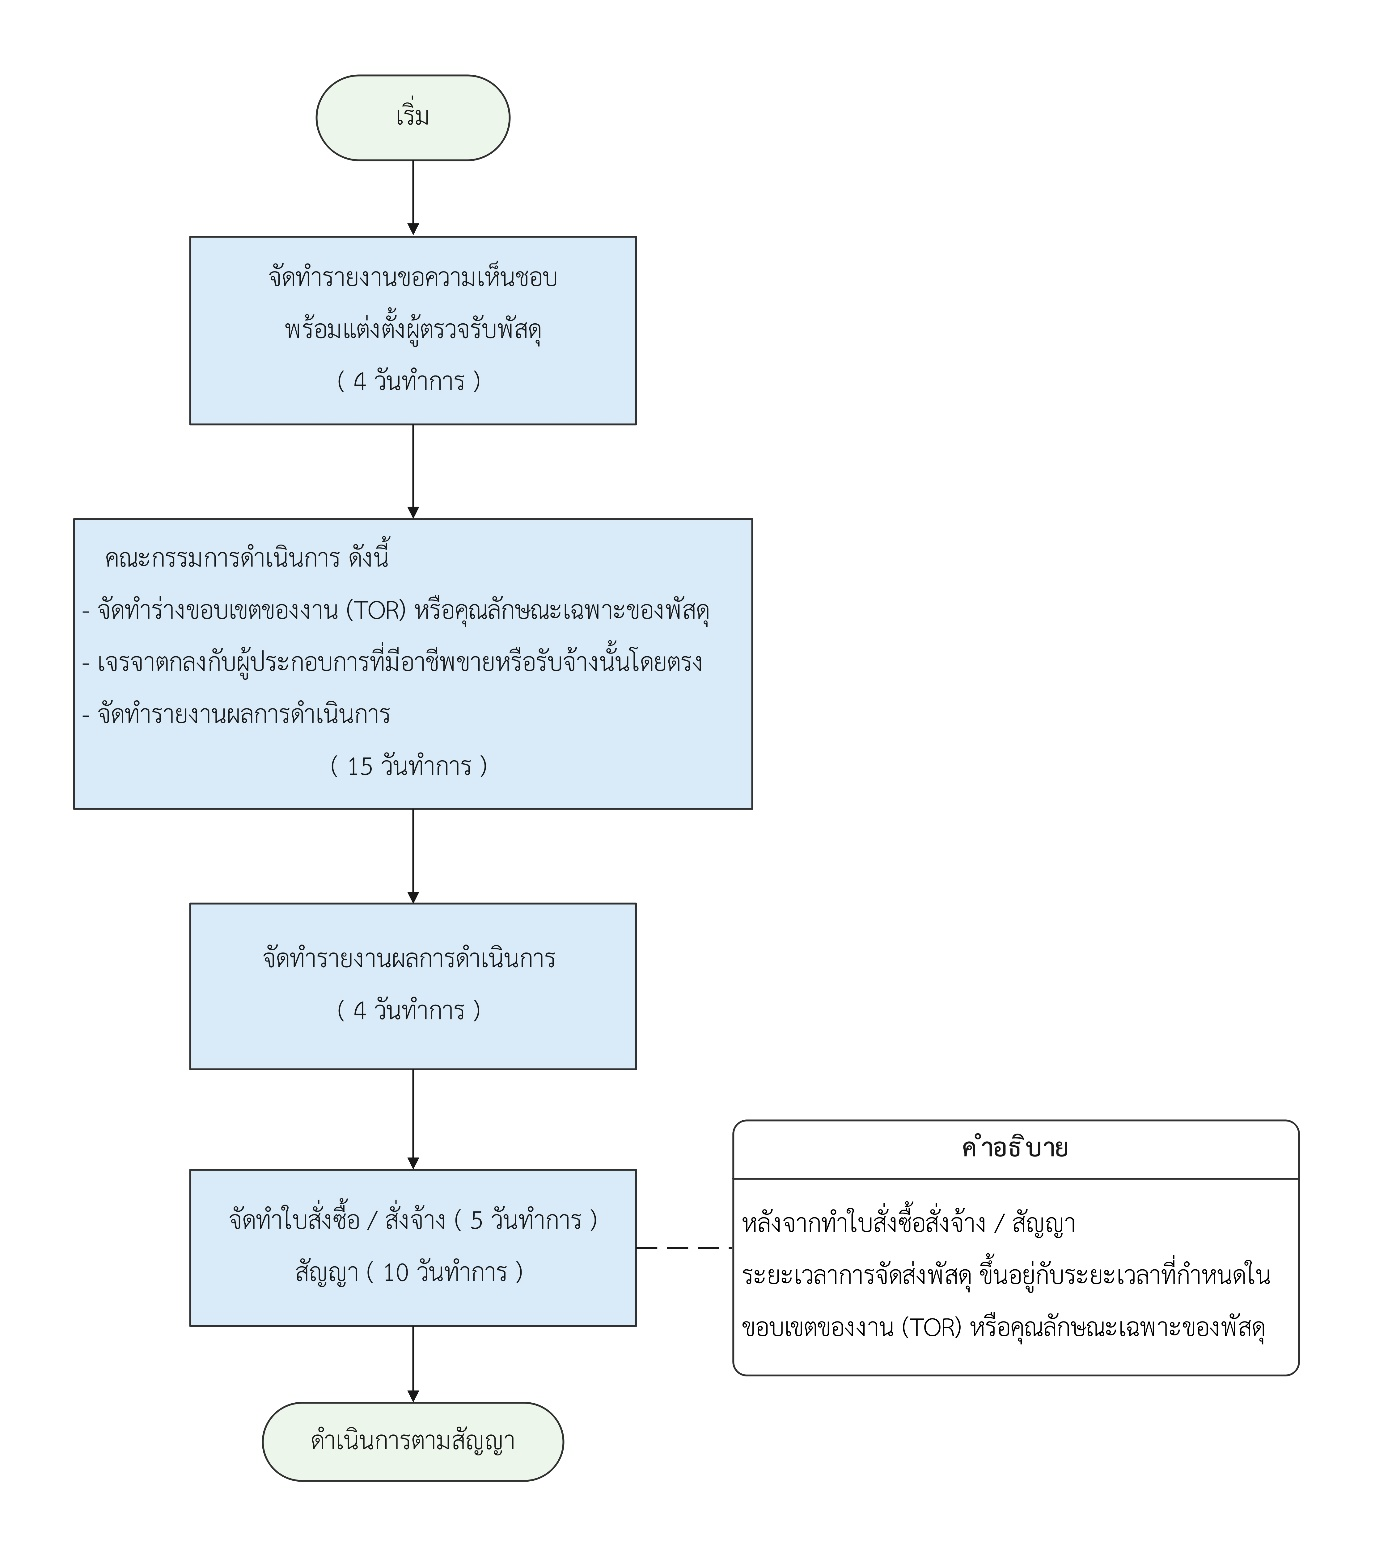 เริ่ม
จัดทำรายงานขอความเห็นชอบ
พร้อมแต่งตั้งผู้ตรวจรับพัสดุ
( 4 วันทำการ )
คณะกรรมการดำเนินการ ดังนี้
- จัดทำร่างขอบเขตของงาน (TOR) หรือคุณลักษณะเฉพาะของพัสดุ
- เจรจาตกลงกับผู้ประกอบการที่มีอาชีพขายหรือรับจ้างนั้นโดยตรง
- จัดทำรายงานผลการดำเนินการ
( 15 วันทำการ )
จัดทำรายงานผลการดำเนินการ
( 4 วันทำการ )
จัดทำใบสั่งซื้อ / สั่งจ้าง ( 5 วันทำการ )
สัญญา ( 10 วันทำการ )
คำอธิบาย
หลังจากทำใบสั่งซื้อสั่งจ้าง / สัญญา
ระยะเวลาการจัดส่งพัสดุ ขึ้นอยู่กับระยะเวลาที่กำหนดใน
ขอบเขตของงาน (TOR) หรือคุณลักษณะเฉพาะของพัสดุ
ดำเนินการตามสัญญา